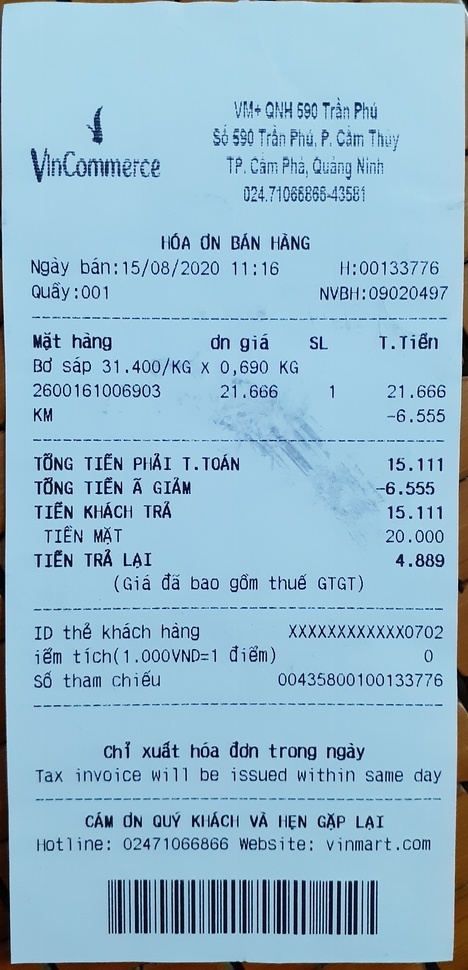 VinCommerce
VM+ QNH 590 Trần Phú
Số 590 Trần Phú, P. Cẩm Thủy
TP. Cẩm Phả, Quảng Ninh
024.71066866-43581
HÓA ƠN BÁN HÀNG
Ngày bán:15/08/2020 11:16 H:00133776
Quầy:001 NVBH:09020497
Mặt hàng ơn giá SL T.Tiền
Bơ sáp 31.400/KG x 0,690 KG
2600161006903 21.666 1 21.666
KM -6.555
TỔNG TIỀN PHẢI T.TOÁN 15.111
TỔNG TIỀN Ã GIẢM -6.555
TIỀN KHÁCH TRẢ 15.111
TIỀN MẶT 20.000
TIỀN TRẢ LẠI 4.889
(Giá đã bao gồm thuế GTGT)
ID thẻ khách hàng XXXXXXXXXXXX0702
iểm tích(1.000VND=1 điểm) 0
Số tham chiếu 00435800100133776
Chỉ xuất hóa đơn trong ngày
Tax invoice will be issued within same day
CÁM ƠN QUÝ KHÁCH VÀ HẸN GẶP LẠI
Hotline: 02471066866 Website: vinmart.com